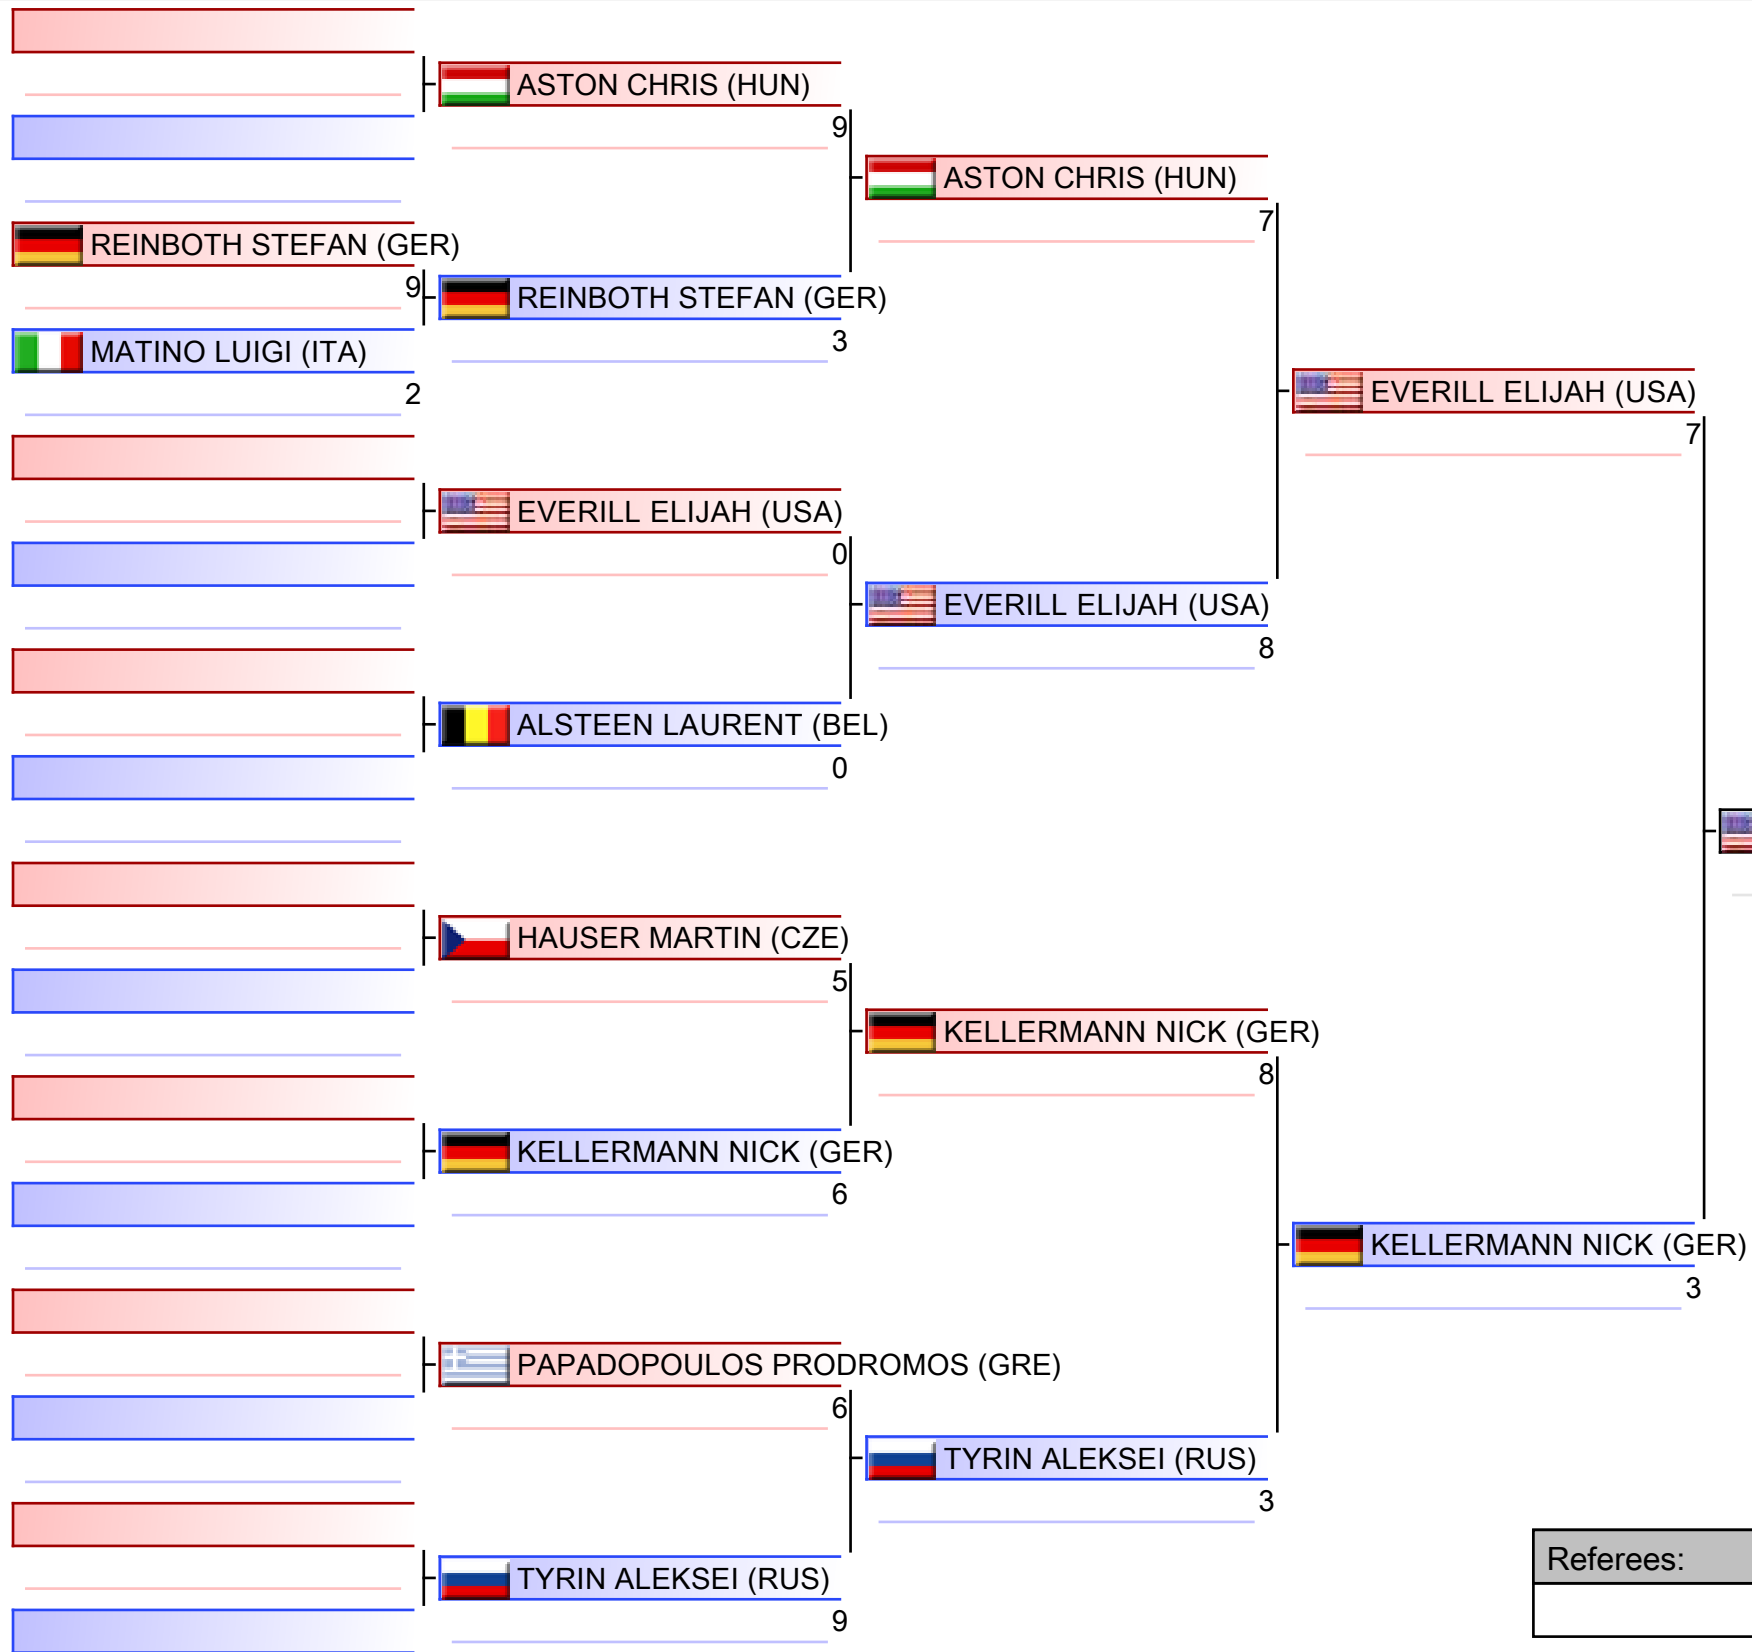 ASTON CHRIS (HUN)
9
ASTON CHRIS (HUN)
7
REINBOTH STEFAN (GER)
9
REINBOTH STEFAN (GER)
3
MATINO LUIGI (ITA)
2
EVERILL ELIJAH (USA)
7
EVERILL ELIJAH (USA)
0
EVERILL ELIJAH (USA)
8
ALSTEEN LAURENT (BEL)
0
HAUSER MARTIN (CZE)
5
KELLERMANN NICK (GER)
8
KELLERMANN NICK (GER)
6
KELLERMANN NICK (GER)
3
PAPADOPOULOS PRODROMOS (GRE)
6
TYRIN ALEKSEI (RUS)
3
TYRIN ALEKSEI (RUS)
9
Referees: